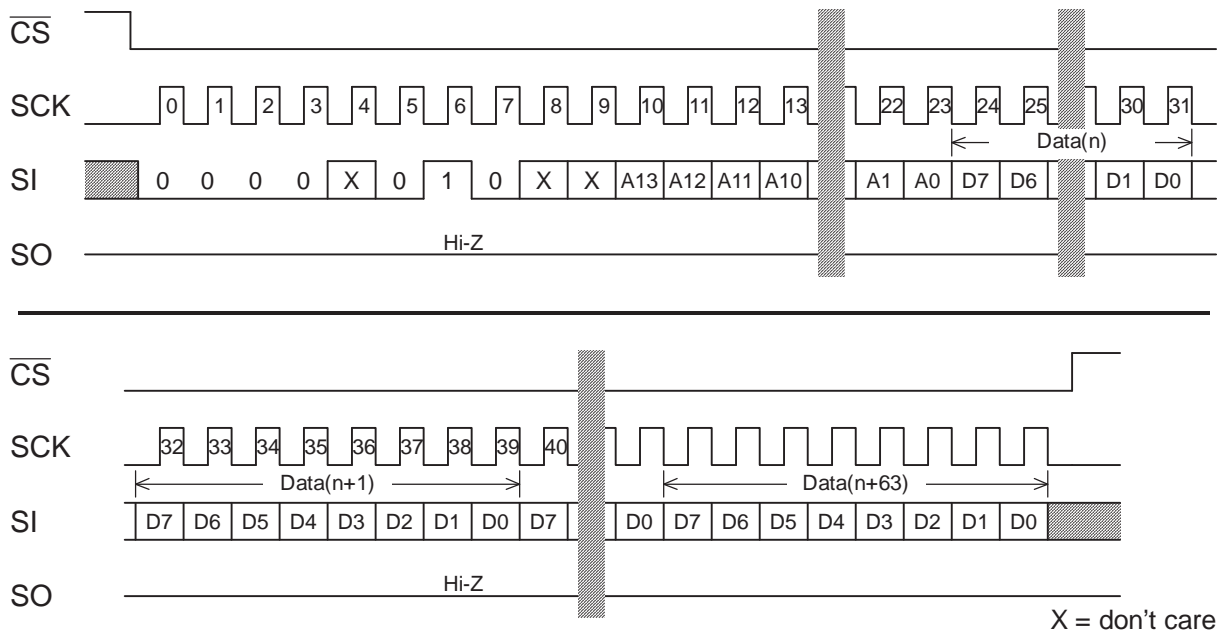 CS
SCK 0 1 2 3 4 5 6 7 8 9 10 11 12 13 22 23 24 25 30 31
Data(n)
SI 0 0 0 0 X 0 1 0 X X A13 A12 A11 A10 A1 A0 D7 D6 D1 D0
Hi-Z
SO
CS
SCK 32 33 34 35 36 37 38 39 40
Data(n+1) Data(n+63)
SI D7 D6 D5 D4 D3 D2 D1 D0 D7 D0 D7 D6 D5 D4 D3 D2 D1 D0
Hi-Z
SO
X = don't care